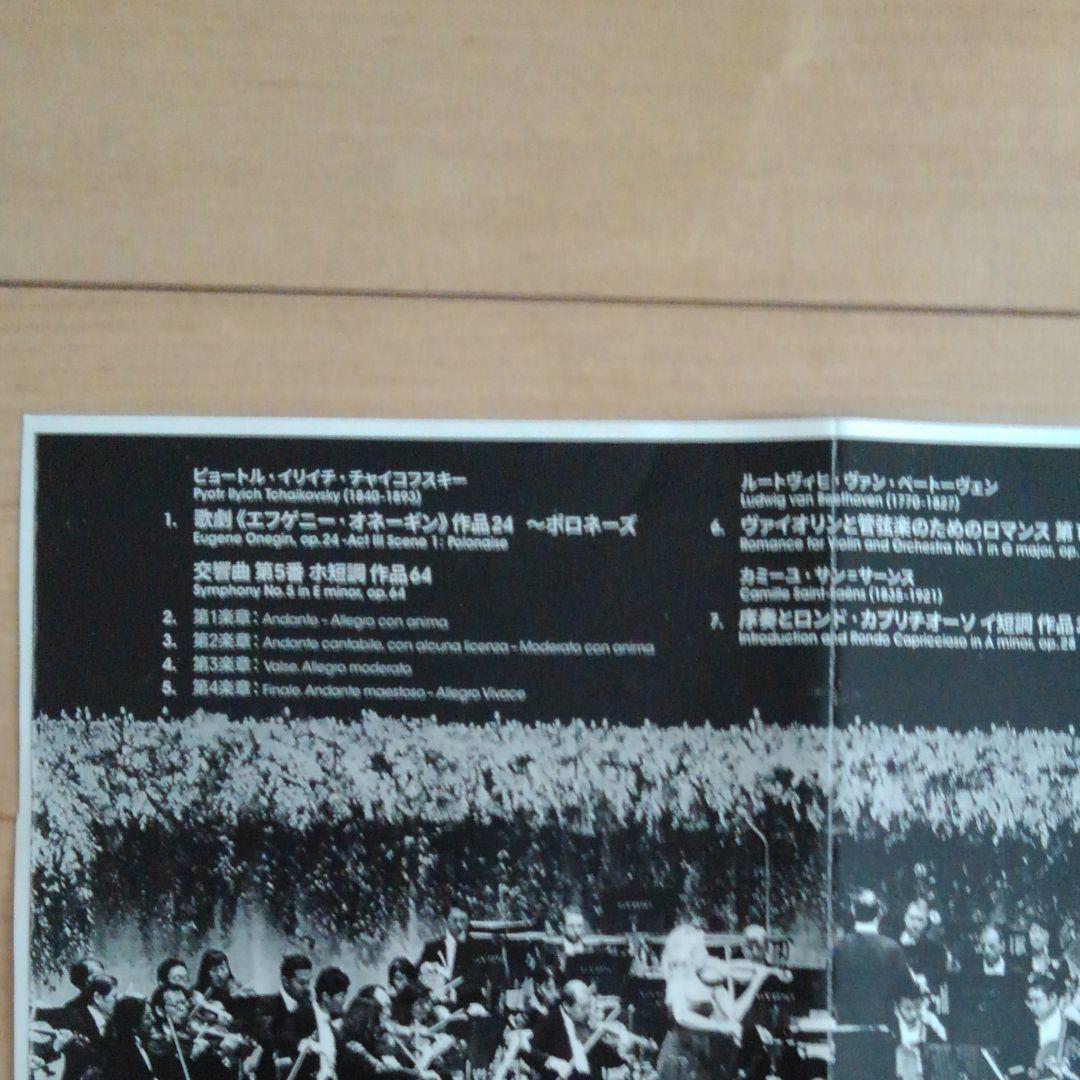 ピョートル・イリイチ・チャイコフスキー
Pyotr Ilyich Tchaikovsky (1840-1893)
1. 歌劇《エフゲニー・オネーギン》作品24 〜ポロネーズ
Eugene Onegin, op.24 -Act III Scene 1 : Polonaise
交響曲 第5番 ホ短調 作品64
Symphony No.5 in E minor, op.64
2. 第1楽章：Andante - Allegro con anima
3. 第2楽章：Andante cantabile, con alcuna licenza - Moderato con anima
4. 第3楽章：Valse. Allegro moderato
5. 第4楽章：Finale. Andante maestoso - Allegro Vivace
ルートヴィヒ・ヴァン・ベートーヴェン
Ludwig van Beethoven (1770-1827)
6. ヴァイオリンと管弦楽のためのロマンス 第
Romance for Violin and Orchestra No.1 in G major, op.
カミーユ・サン=サーンス
Camille Saint-Saëns (1835-1921)
7. 序奏とロンド・カプリチオーソ イ短調 作品
Introduction and Rondo Capriccioso in A minor, op.28